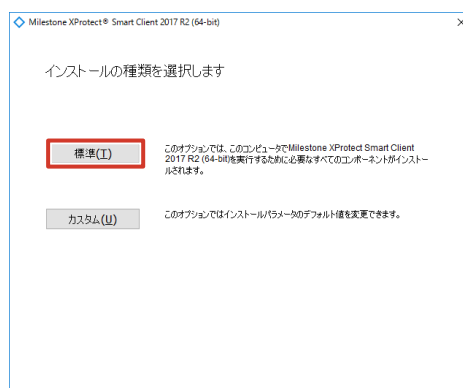 Milestone XProtect® Smart Client 2017 R2 (64-bit)
インストールの種類を選択します
標準(T)
このオプションでは、このコンピュータでMilestone XProtect Smart Client
2017 R2 (64-bit)を実行するために必要なすべてのコンポーネントがインストー
ルされます。
カスタム(U)
このオプションではインストールパラメータのデフォルト値を変更できます。